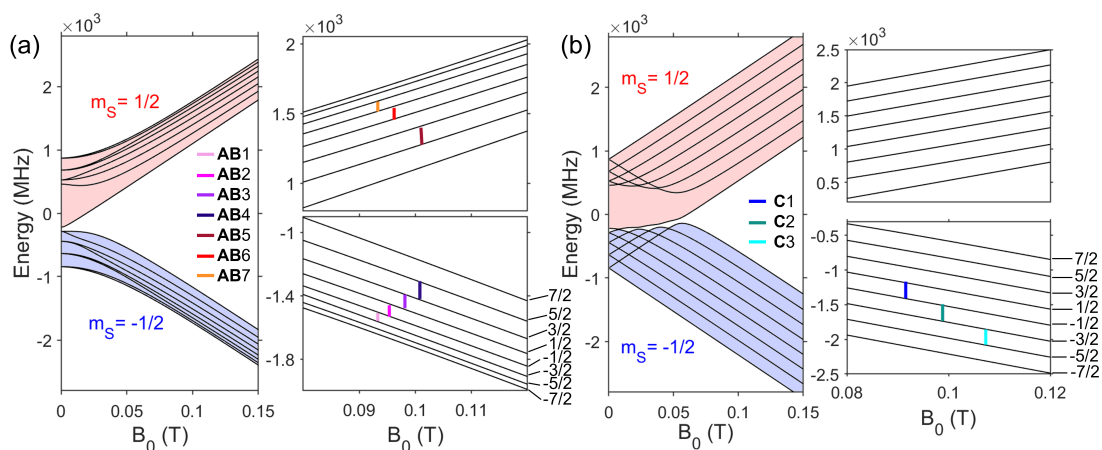 (a)
×10³
Energy (MHz)
2
1
0
-1
-2
0
0.05
0.1
0.15
B₀ (T)
m_S= 1/2
m_S= -1/2
AB1
AB2
AB3
AB4
AB5
AB6
AB7
×10³
2
1.5
1
-1
-1.4
-1.8
0.09
0.1
0.11
B₀ (T)
7/2
5/2
3/2
1/2
-1/2
-3/2
-5/2
-7/2
(b)
×10³
Energy (MHz)
2
1
0
-1
-2
0
0.05
0.1
0.15
B₀ (T)
m_S= 1/2
m_S= -1/2
C1
C2
C3
×10³
2.5
2
1.5
1
0.5
-0.5
-1
-1.5
-2
-2.5
0.08
0.1
0.12
B₀ (T)
7/2
5/2
3/2
1/2
-1/2
-3/2
-5/2
-7/2